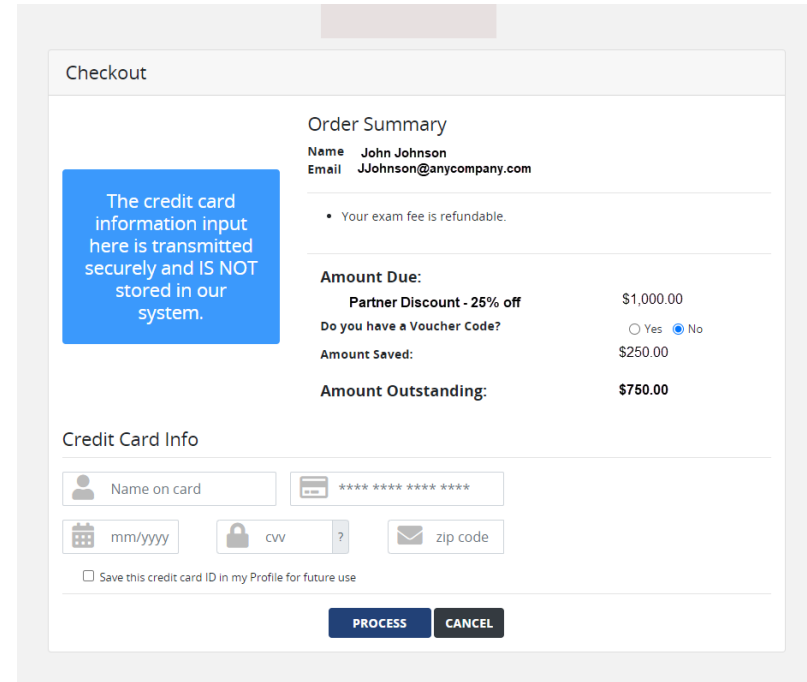 Checkout
Order Summary
Name John Johnson
Email JJohnson@anycompany.com
The credit card
information input
here is transmitted
securely and IS NOT
stored in our
system.
• Your exam fee is refundable.
Amount Due:
Partner Discount - 25% off $1,000.00
Do you have a Voucher Code? Yes No
Amount Saved: $250.00
Amount Outstanding: $750.00
Credit Card Info
Name on card **** **** **** ****
mm/yyyy cvv ? zip code
Save this credit card ID in my Profile for future use
PROCESS CANCEL